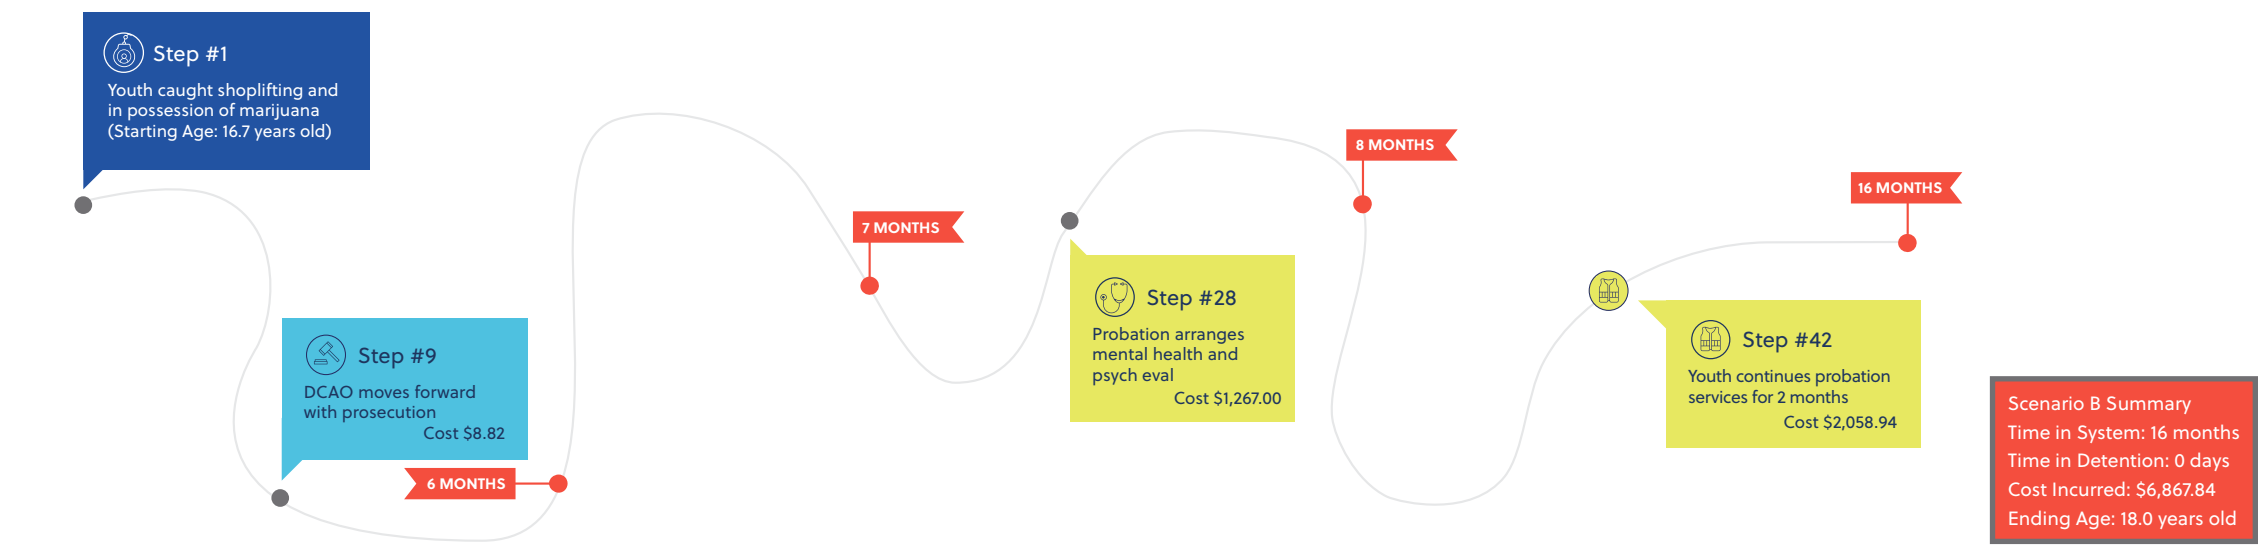 Step #1
Youth caught shoplifting and
in possession of marijuana
(Starting Age: 16.7 years old)
Step #9
DCAO moves forward
with prosecution
Cost $8.82
6 MONTHS
7 MONTHS
Step #28
Probation arranges
mental health and
psych eval
Cost $1,267.00
8 MONTHS
Step #42
Youth continues probation
services for 2 months
Cost $2,058.94
16 MONTHS
Scenario B Summary
Time in System: 16 months
Time in Detention: 0 days
Cost Incurred: $6,867.84
Ending Age: 18.0 years old